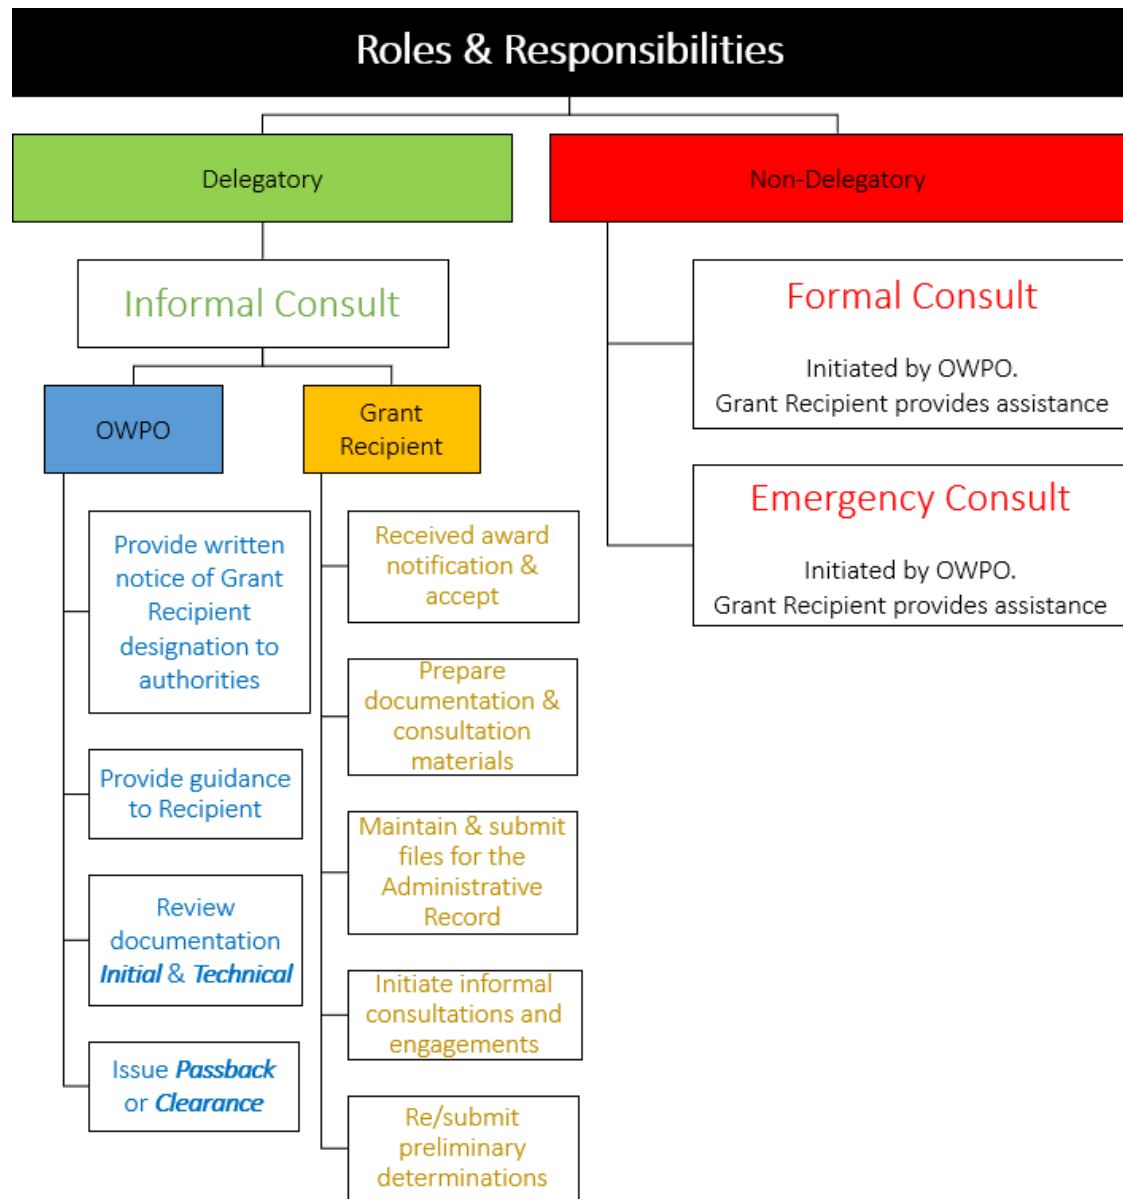 Roles & Responsibilities
Delegatory
Non-Delegatory
Informal Consult
Formal Consult
Initiated by OWPO.
Grant Recipient provides assistance
Emergency Consult
Initiated by OWPO.
Grant Recipient provides assistance
OWPO
Provide written
notice of Grant
Recipient
designation to
authorities
Provide guidance
to Recipient
Review
documentation
Initial & Technical
Issue Passback
or Clearance
Grant
Recipient
Received award
notification &
accept
Prepare
documentation &
consultation
materials
Maintain & submit
files for the
Administrative
Record
Initiate informal
consultations and
engagements
Re/submit
preliminary
determinations